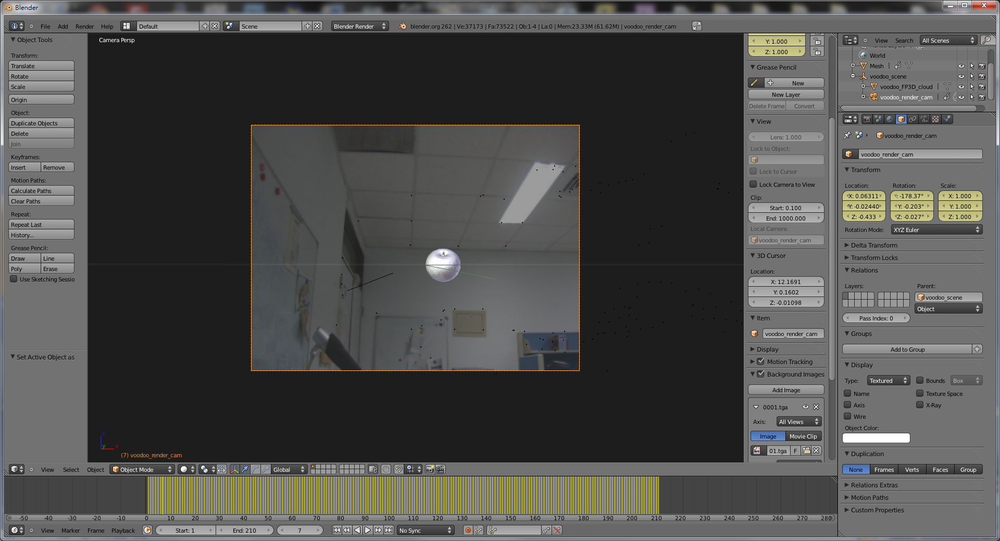 Blender
File Add Render Help Default Scene Blender Render blender.org 262 | Ve:37173 | Fa:73522 | Ob:1-4 | La:0 | Mem:23.33M (61.62M) | voodoo_render_cam
Object Tools
Transform:
Translate
Rotate
Scale
Origin
Object:
Duplicate Objects
Delete
Join
Keyframes:
Insert Remove
Motion Paths:
Calculate Paths
Clear Paths
Repeat:
Repeat Last
History...
Grease Pencil:
Draw Line
Poly Erase
Use Sketching Sessio
Set Active Object as
Camera Persp
z
y x
(7) voodoo_render_cam
Y: 1.000
Z: 1.000
Grease Pencil
New
New Layer
Delete Frame Convert
View
Lens: 1.000
Lock to Object:
Lock to Cursor
Lock Camera to View
Clip:
Start: 0.100
End: 1000.000
Local Camera:
voodoo_render_cam
3D Cursor
Location:
X: 12.1691
Y: 0.1602
Z: -0.01098
Item
voodoo_render_cam
Display
Motion Tracking
Background Images
Add Image
0001.tga
Axis: All Views
Image Movie Clip
01.tga F
View Search All Scenes
World
Mesh
voodoo_scene
voodoo_FP3D_cloud
voodoo_render_cam
voodoo_render_cam
voodoo_render_cam
Transform
Location: Rotation: Scale:
X: 0.06311 : -178.37° X: 1.000
Y: -0.02440 Y: -0.203° Y: 1.000
Z: -0.433 Z: -0.027° Z: 1.000
Rotation Mode: XYZ Euler
Delta Transform
Transform Locks
Relations
Layers: Parent:
voodoo_scene
Object
Pass Index: 0
Groups
Add to Group
Display
Type: Textured Bounds Box
Name Texture Space
Axis X-Ray
Wire
Object Color:
Duplication
None Frames Verts Faces Group
Relations Extras
Motion Paths
Custom Properties
View Select Object Object Mode Global
-50 -40 -30 -20 -10 0 10 20 30 40 50 60 70 80 90 100 110 120 130 140 150 160 170 180 190 200 210 220 230 240 250 260 270 280
View Marker Frame Playback Start: 1 End: 210 7 No Sync